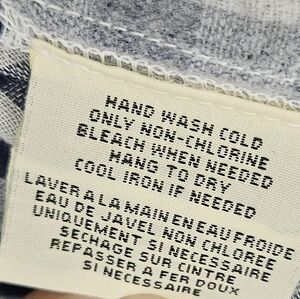 HAND WASH COLD
ONLY NON-CHLORINE
BLEACH WHEN NEEDED
HANG TO DRY
COOL IRON IF NEEDED
LAVER A LA MAIN EN EAU FROIDE
EAU DE JAVEL NON CHLOREE
UNIQUEMENT SI NECESSAIRE
SECHAGE SUR CINTRE
REPASSAGE A FER DOUX
SI NECESSAIRE